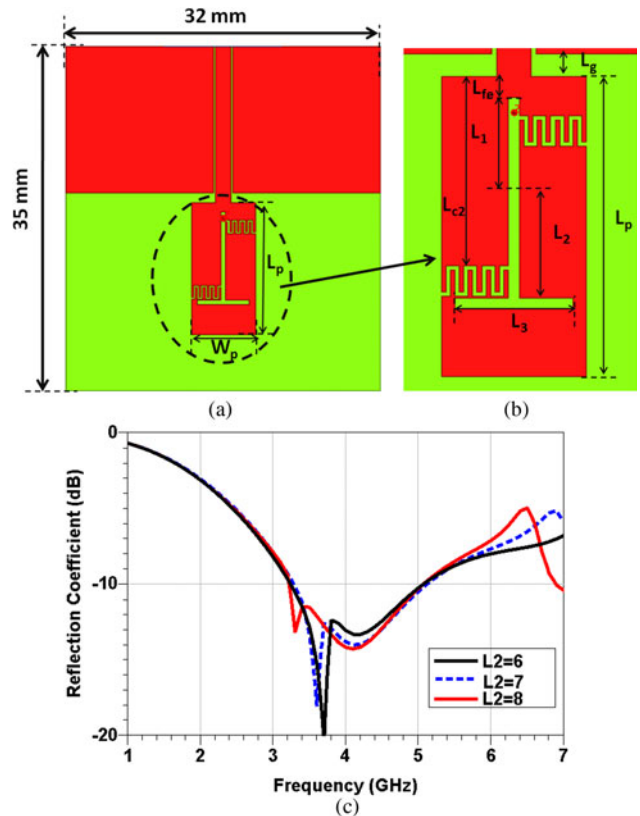 32 mm
35 mm
Lp
Wp
(a)
Lg
Lfe
L1
Lc2
L2
Lp
L3
(b)
Reflection Coefficient (dB)
0
-10
-20
1 2 3 4 5 6 7
L2=6
L2=7
L2=8
Frequency (GHz)
(c)